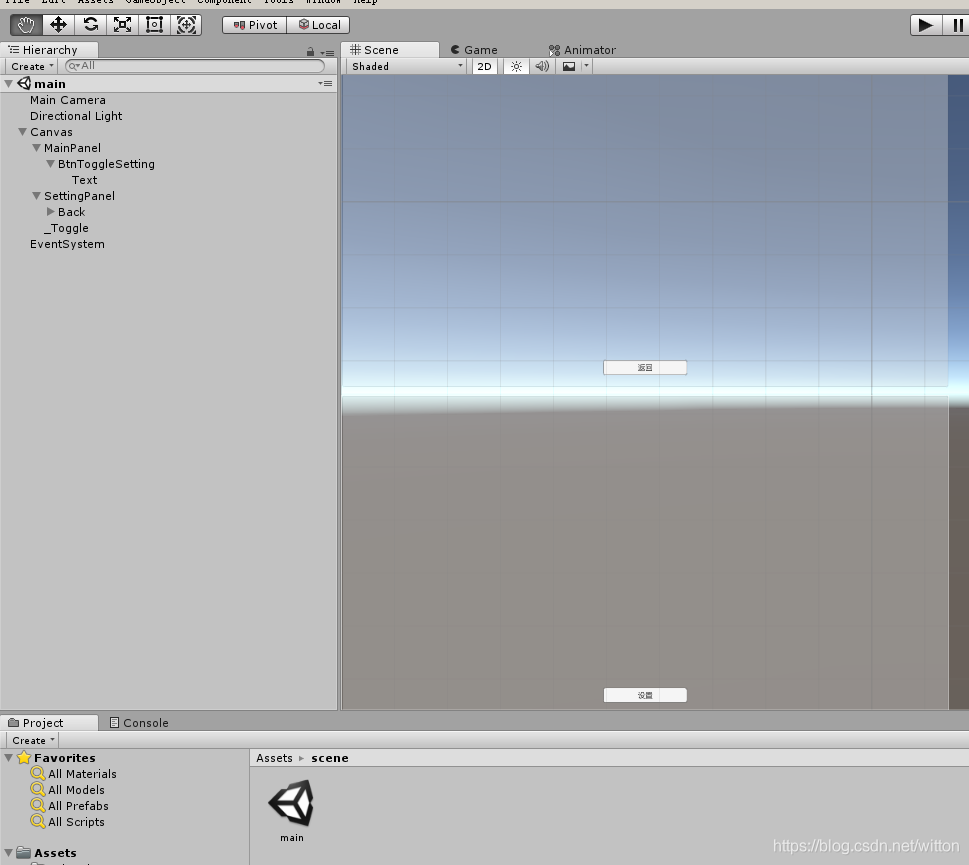 File Edit Assets GameObject Component Tools Window Help
Pivot Local
Hierarchy
Create All
main
Main Camera
Directional Light
Canvas
MainPanel
BtnToggleSetting
Text
SettingPanel
Back
_Toggle
EventSystem
Scene Game Animator
Shaded 2D
返回
设置
Project Console
Create
Favorites
All Materials
All Models
All Prefabs
All Scripts
Assets
Assets scene
main
https://blog.csdn.net/witton